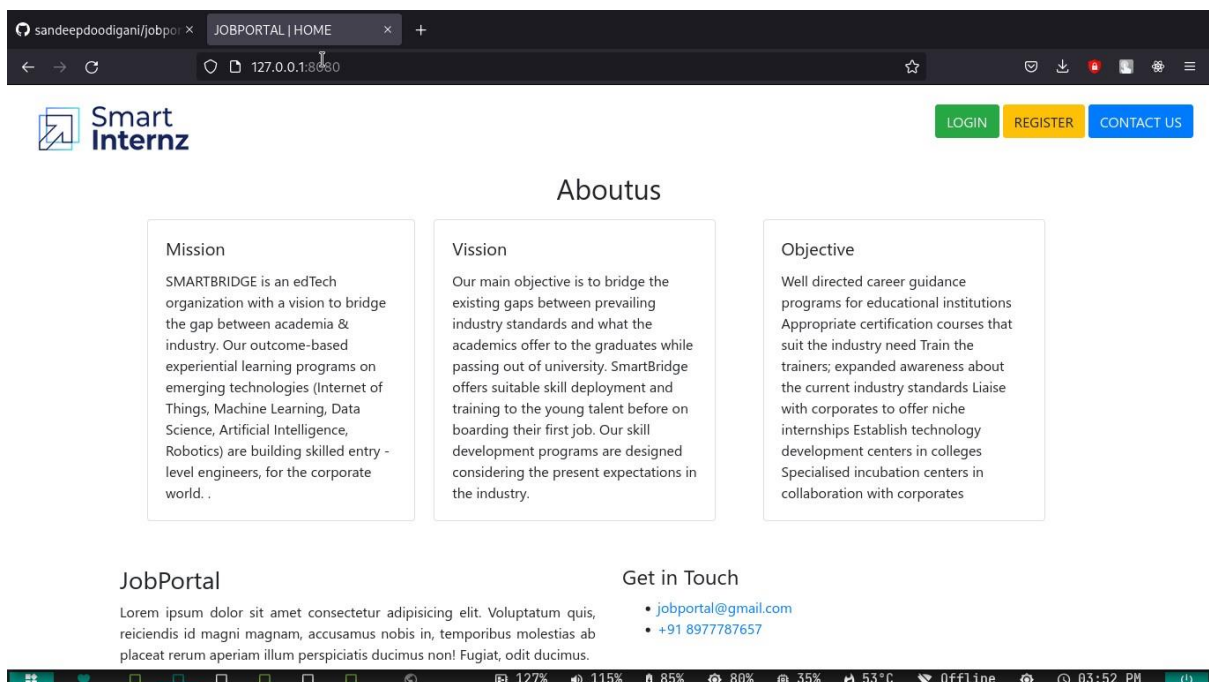 sandeepdoodigani/jobpor
JOBPORTAL | HOME
127.0.0.1:8080
Smart
Internz
LOGIN
REGISTER
CONTACT US
Aboutus
Mission
SMARTBRIDGE is an edTech
organization with a vision to bridge
the gap between academia &
industry. Our outcome-based
experiential learning programs on
emerging technologies (Internet of
Things, Machine Learning, Data
Science, Artificial Intelligence,
Robotics) are building skilled entry -
level engineers, for the corporate
world. .
Vission
Our main objective is to bridge the
existing gaps between prevailing
industry standards and what the
academics offer to the graduates while
passing out of university. SmartBridge
offers suitable skill deployment and
training to the young talent before on
boarding their first job. Our skill
development programs are designed
considering the present expectations in
the industry.
Objective
Well directed career guidance
programs for educational institutions
Appropriate certification courses that
suit the industry need Train the
trainers; expanded awareness about
the current industry standards Liaise
with corporates to offer niche
internships Establish technology
development centers in colleges
Specialised incubation centers in
collaboration with corporates
JobPortal
Lorem ipsum dolor sit amet consectetur adipisicing elit. Voluptatum quis,
reiciendis id magni magnam, accusamus nobis in, temporibus molestias ab
placeat rerum aperiam illum perspiciatis ducimus non! Fugiat, odit ducimus.
Get in Touch
jobportal@gmail.com
+91 8977787657
127% 115% 85% 80% 35% 53°C Offline 03:52 PM